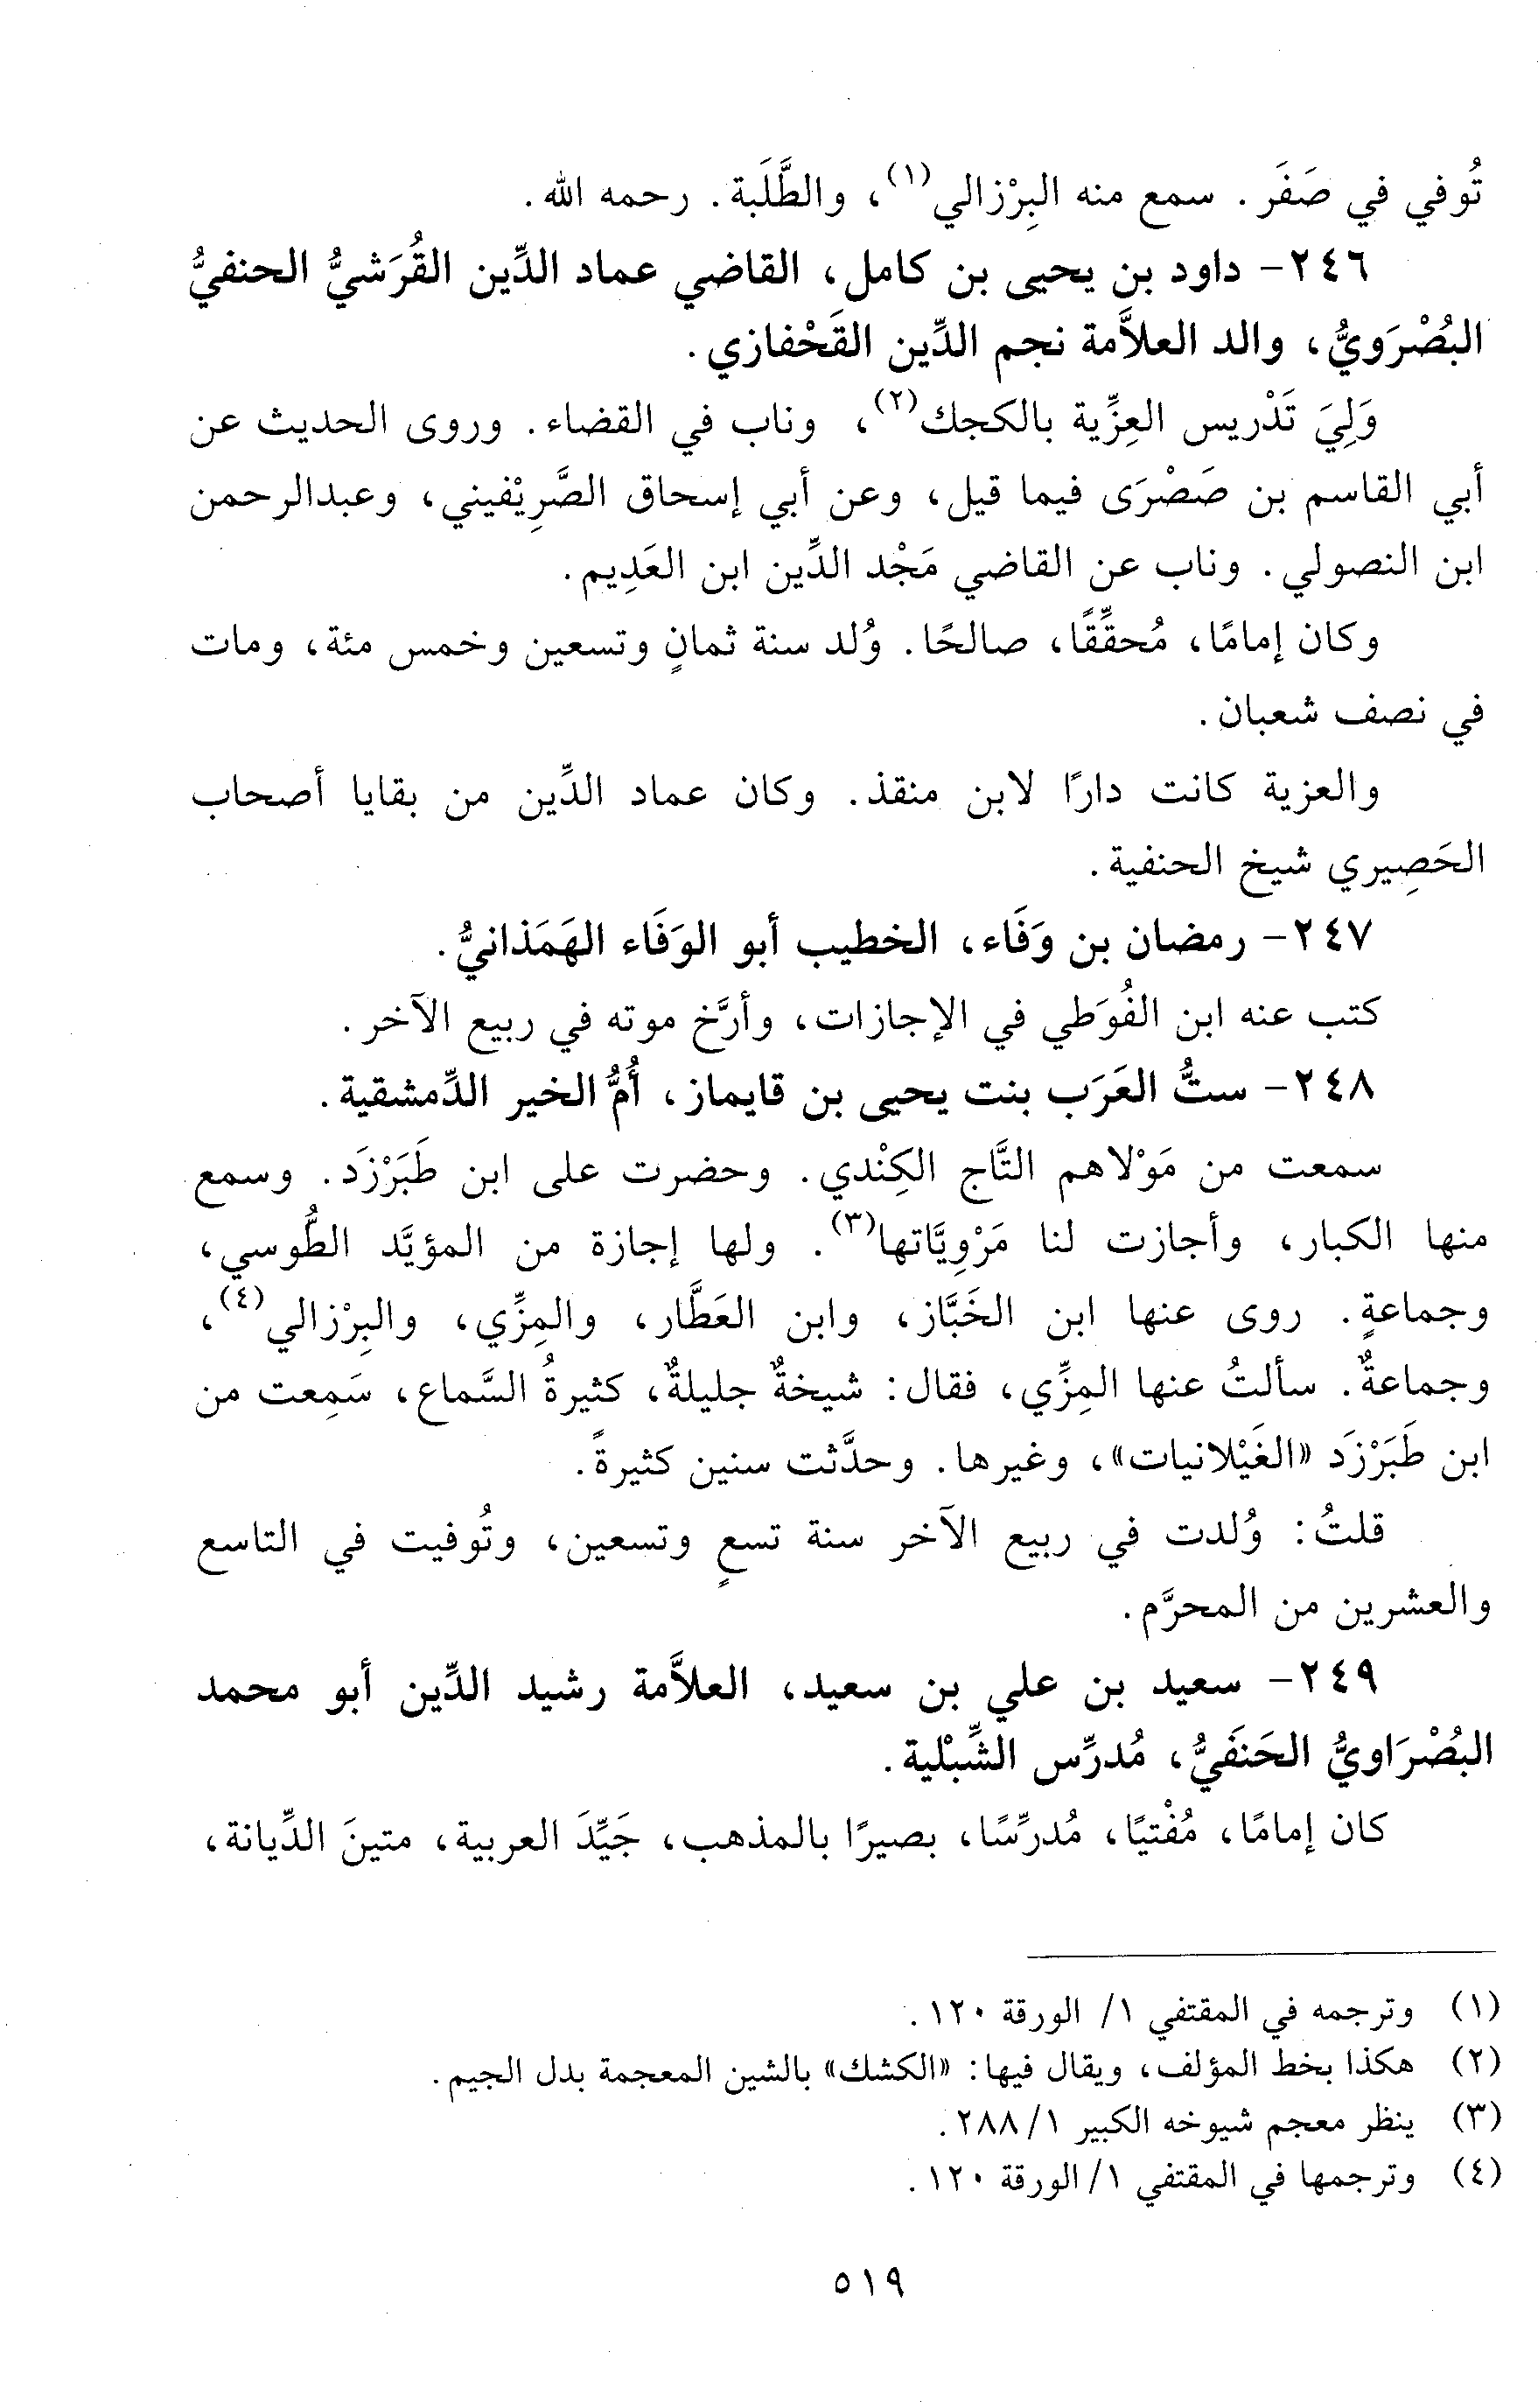 تُوفي في صَفَر. سمع منه البِرْزالي(١)، والطَّلَبة. رحمه الله.
٢٤٦- داود بن يحيى بن كامل، القاضي عماد الدِّين القُرَشيُّ الحنفيُّ
البُصْرَويُّ، والد العلاَّمة نجم الدِّين القَحْفازي.
وَلِيَ تَدْريس العِزِّية بالكجك(٢)، وناب في القضاء. وروى الحديث عن
أبي القاسم بن صَصْرَى فيما قيل، وعن أبي إسحاق الصَّرِيْفيني، وعبدالرحمن
ابن النصولي. وناب عن القاضي مَجْد الدِّين ابن العَدِيم.
وكان إمامًا، مُحقِّقًا، صالحًا. وُلد سنة ثمانٍ وتسعين وخمس مئة، ومات
في نصف شعبان.
والعزية كانت دارًا لابن منقذ. وكان عماد الدِّين من بقايا أصحاب
الحَصِيري شيخ الحنفية.
٢٤٧- رمضان بن وَفَاء، الخطيب أبو الوَفَاء الهَمَذانيُّ.
كتب عنه ابن الفُوَطي في الإجازات، وأرَّخ موته في ربيع الآخر.
٢٤٨- ستُّ العَرَب بنت يحيى بن قايماز، أُمُّ الخير الدِّمشقية.
سمعت من مَوْلاهم التَّاج الكِنْدي. وحضرت على ابن طَبَرْزَد. وسمع
منها الكبار، وأجازت لنا مَرْوِيَّاتها(٣). ولها إجازة من المؤيَّد الطُّوسي،
وجماعةٍ. روى عنها ابن الخَبَّاز، وابن العَطَّار، والمِزِّي، والبِرْزالي(٤)،
وجماعةٌ. سألتُ عنها المِزِّي، فقال: شيخةٌ جليلةٌ، كثيرةُ السَّماع، سَمِعت من
ابن طَبَرْزَد «الغَيْلانيات»، وغيرها. وحدَّثت سنين كثيرةً.
قلتُ: وُلدت في ربيع الآخر سنة تسعٍ وتسعين، وتُوفيت في التاسع
والعشرين من المحرَّم.
٢٤٩- سعيد بن علي بن سعيد، العلاَّمة رشيد الدِّين أبو محمد
البُصْرَاويُّ الحَنَفيُّ، مُدرِّس الشِّبْلية.
كان إمامًا، مُفْتيًا، مُدرِّسًا، بصيرًا بالمذهب، جَيِّدَ العربية، متينَ الدِّيانة،
(١) وترجمه في المقتفي ١/ الورقة ١٢٠.
(٢) هكذا بخط المؤلف، ويقال فيها: «الكشك» بالشين المعجمة بدل الجيم.
(٣) ينظر معجم شيوخه الكبير ١/ ٢٨٨.
(٤) وترجمها في المقتفي ١/ الورقة ١٢٠.
٥١٩